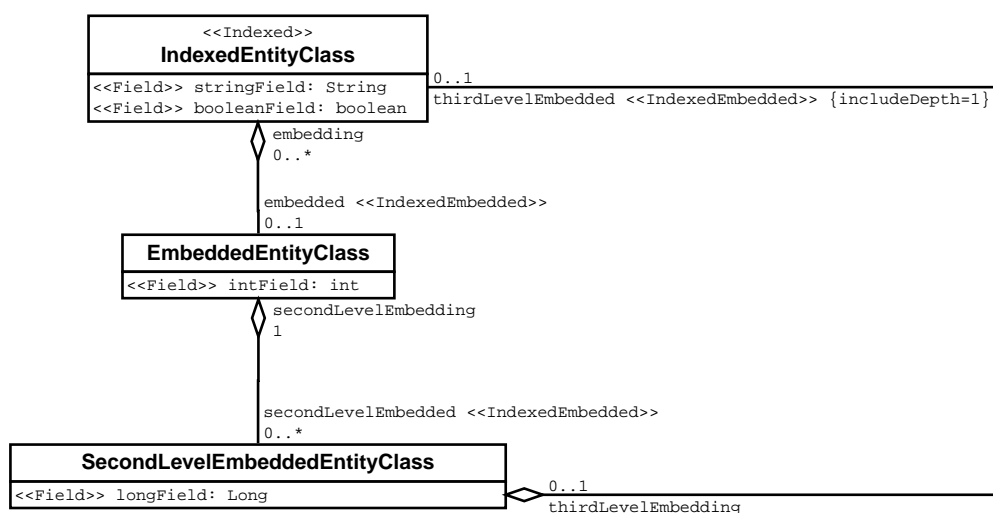 <<Indexed>>
IndexedEntityClass
<<Field>> stringField: String
<<Field>> booleanField: boolean
0..1
thirdLevelEmbedded <<IndexedEmbedded>> {includeDepth=1}
embedding
0..*
embedded <<IndexedEmbedded>>
0..1
EmbeddedEntityClass
<<Field>> intField: int
secondLevelEmbedding
1
secondLevelEmbedded <<IndexedEmbedded>>
0..*
SecondLevelEmbeddedEntityClass
<<Field>> longField: Long
0..1
thirdLevelEmbedding